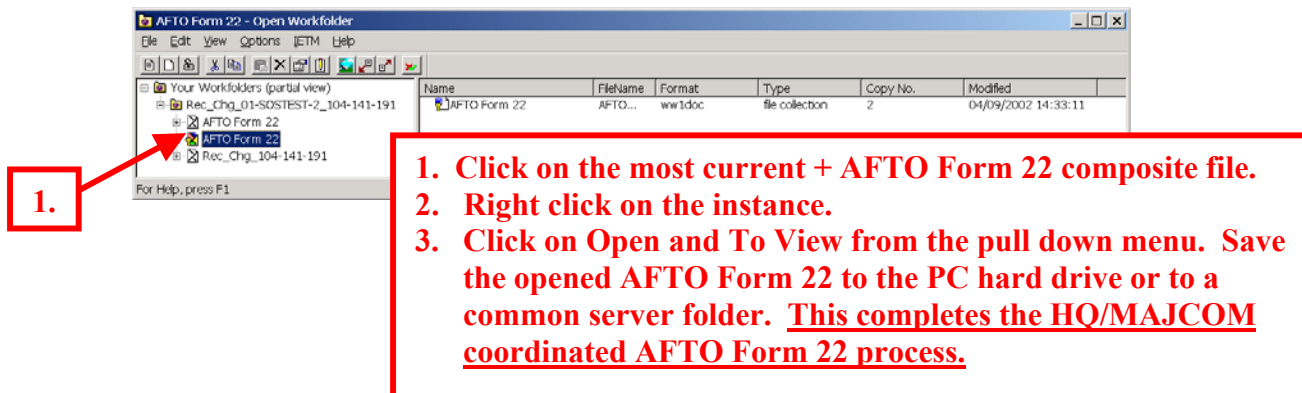 AFTO Form 22 - Open Workfolder
File Edit View Options IETM Help
Your Workfolders (partial view)
Rec_Chg_01-SOSTEST-2_104-141-191
AFTO Form 22
AFTO Form 22
Rec_Chg_104-141-191
Name FileName Format Type Copy No. Modified
AFTO Form 22 AFTO... ww1doc file collection 2 04/09/2002 14:33:11
For Help, press F1
1.
1. Click on the most current + AFTO Form 22 composite file.
2. Right click on the instance.
3. Click on Open and To View from the pull down menu. Save
the opened AFTO Form 22 to the PC hard drive or to a
common server folder. This completes the HQ/MAJCOM
coordinated AFTO Form 22 process.